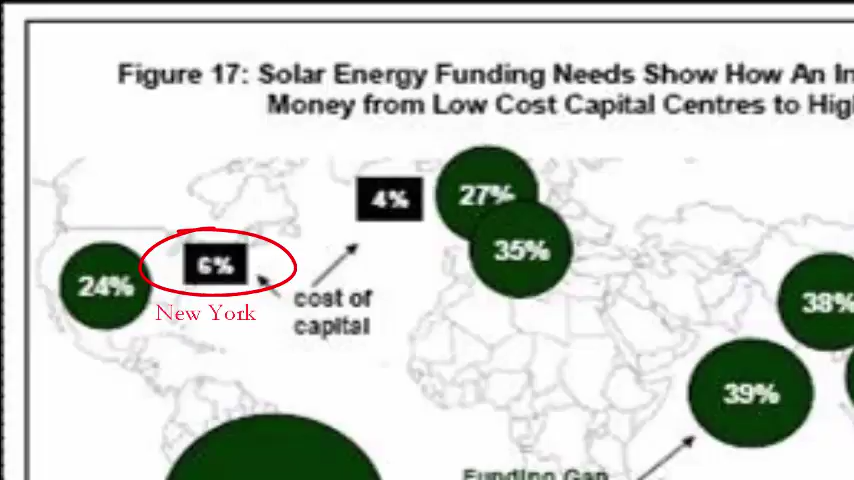 Figure 17: Solar Energy Funding Needs Show How An In
Money from Low Cost Capital Centres to High
4%
27%
35%
6%
24%
New York
cost of
capital
38%
39%
Funding Gap